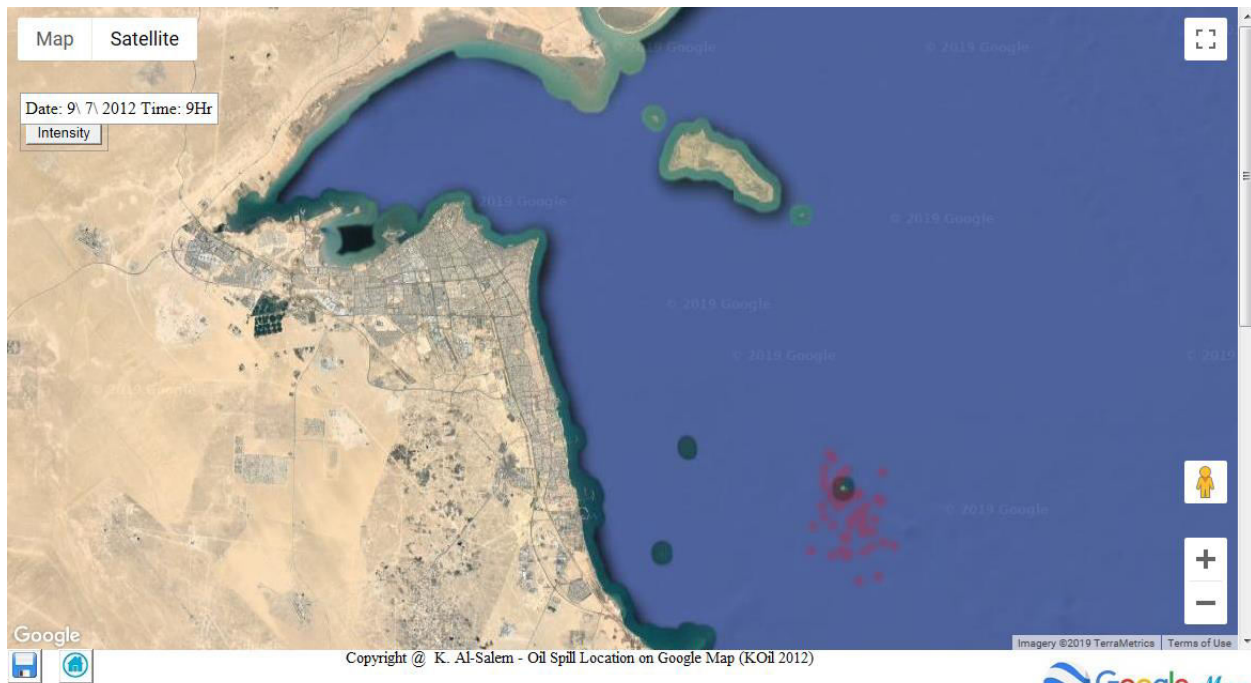 Map Satellite
© 2019 Google
2019 Google
Date: 9\ 7\ 2012 Time: 9Hr
Intensity
2019 Google
© 2019 Google
© 2019 Google
© 2019 Google
© 2019
© 2019 Google
© 2019 Google
Google
Imagery ©2019 TerraMetrics Terms of Use
Copyright @ K. Al-Salem - Oil Spill Location on Google Map (KOil 2012)
Google